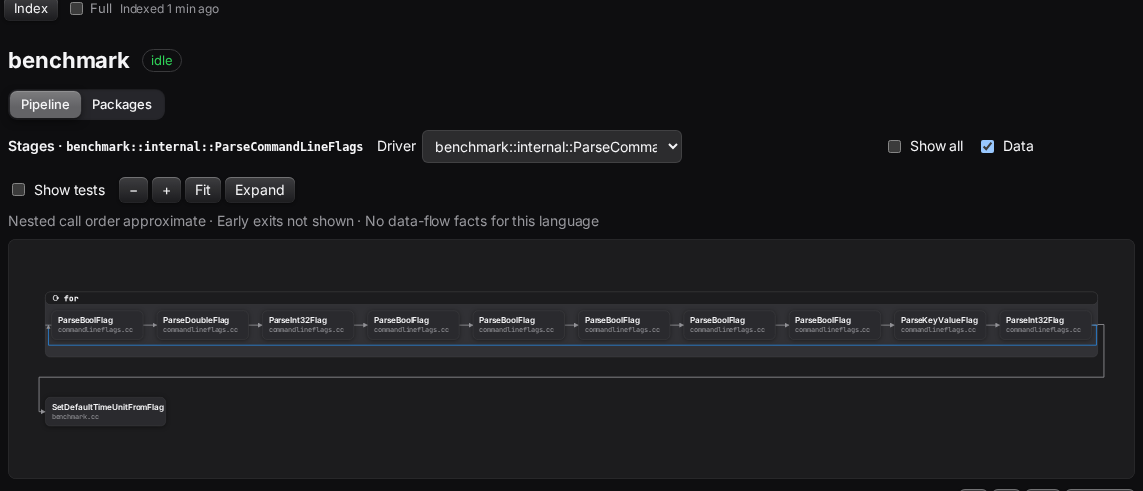 Index Full Indexed 1 min ago
benchmark idle
Pipeline Packages
Stages · benchmark::internal::ParseCommandLineFlags Driver benchmark::internal::ParseComma Show all Data
Show tests − + Fit Expand
Nested call order approximate · Early exits not shown · No data-flow facts for this language
for
ParseBoolFlag ParseDoubleFlag ParseInt32Flag ParseBoolFlag ParseBoolFlag ParseBoolFlag ParseBoolFlag ParseBoolFlag ParseKeyValueFlag ParseInt32Flag
commandlineflags.cc commandlineflags.cc commandlineflags.cc commandlineflags.cc commandlineflags.cc commandlineflags.cc commandlineflags.cc commandlineflags.cc commandlineflags.cc commandlineflags.cc
SetDefaultTimeUnitFromFlag
benchmark.cc